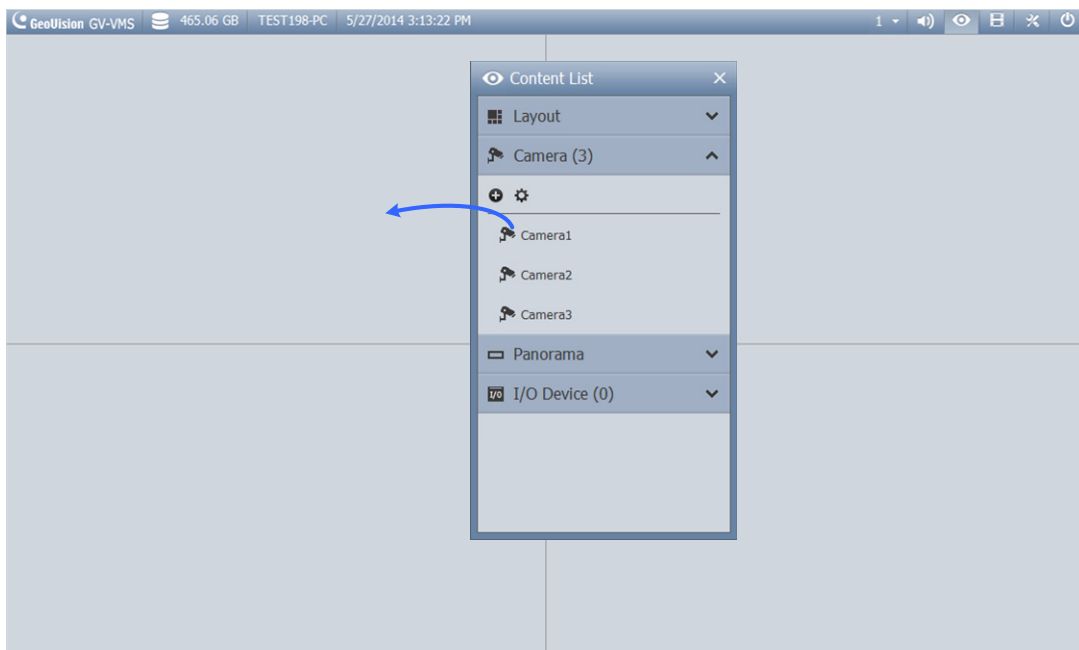 GeoVision GV-VMS 465.06 GB TEST198-PC 5/27/2014 3:13:22 PM 1
Content List
Layout
Camera (3)
Camera1
Camera2
Camera3
Panorama
I/O I/O Device (0)